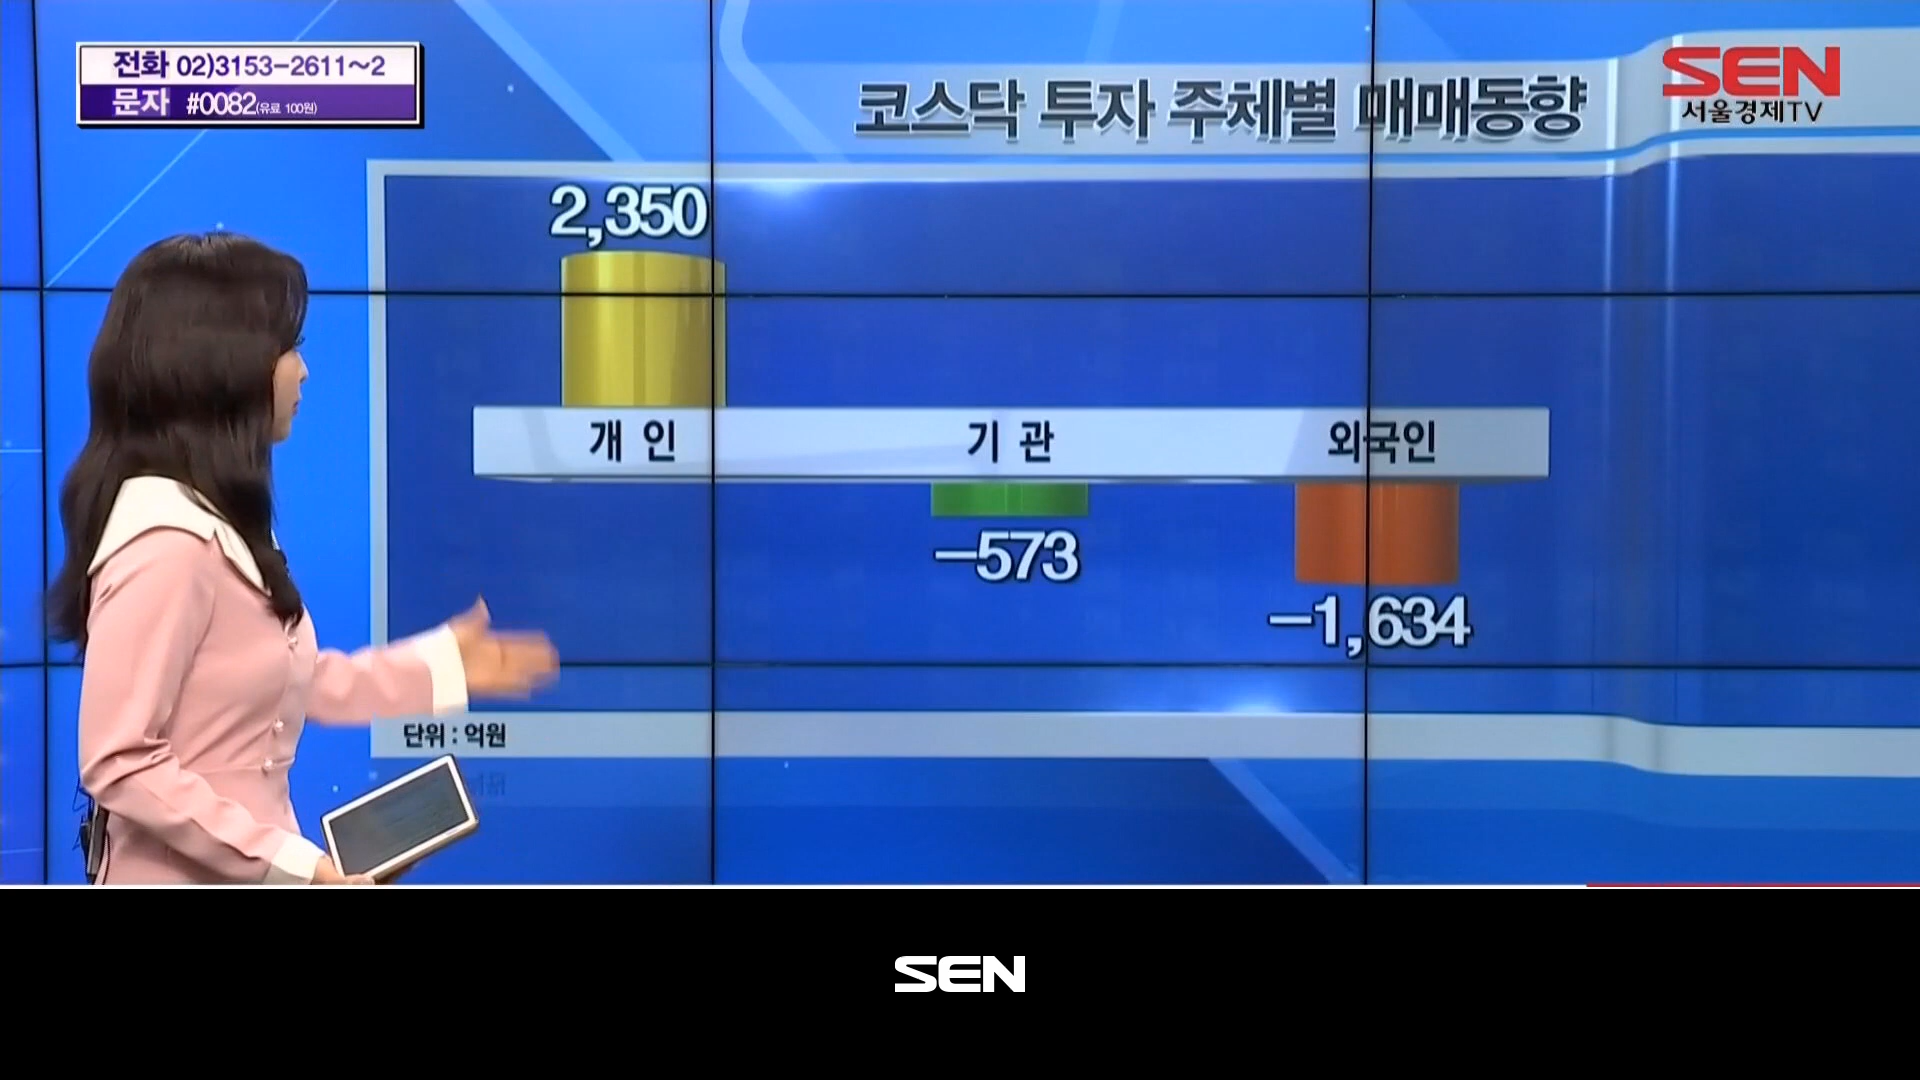 전화 02)3153-2611~2
문자 #0082(유료 100원)
코스닥 투자 주체별 매매동향
SEN
서울경제TV
2,350
개인 기관 외국인
-573
-1,634
단위 : 억원
SEN